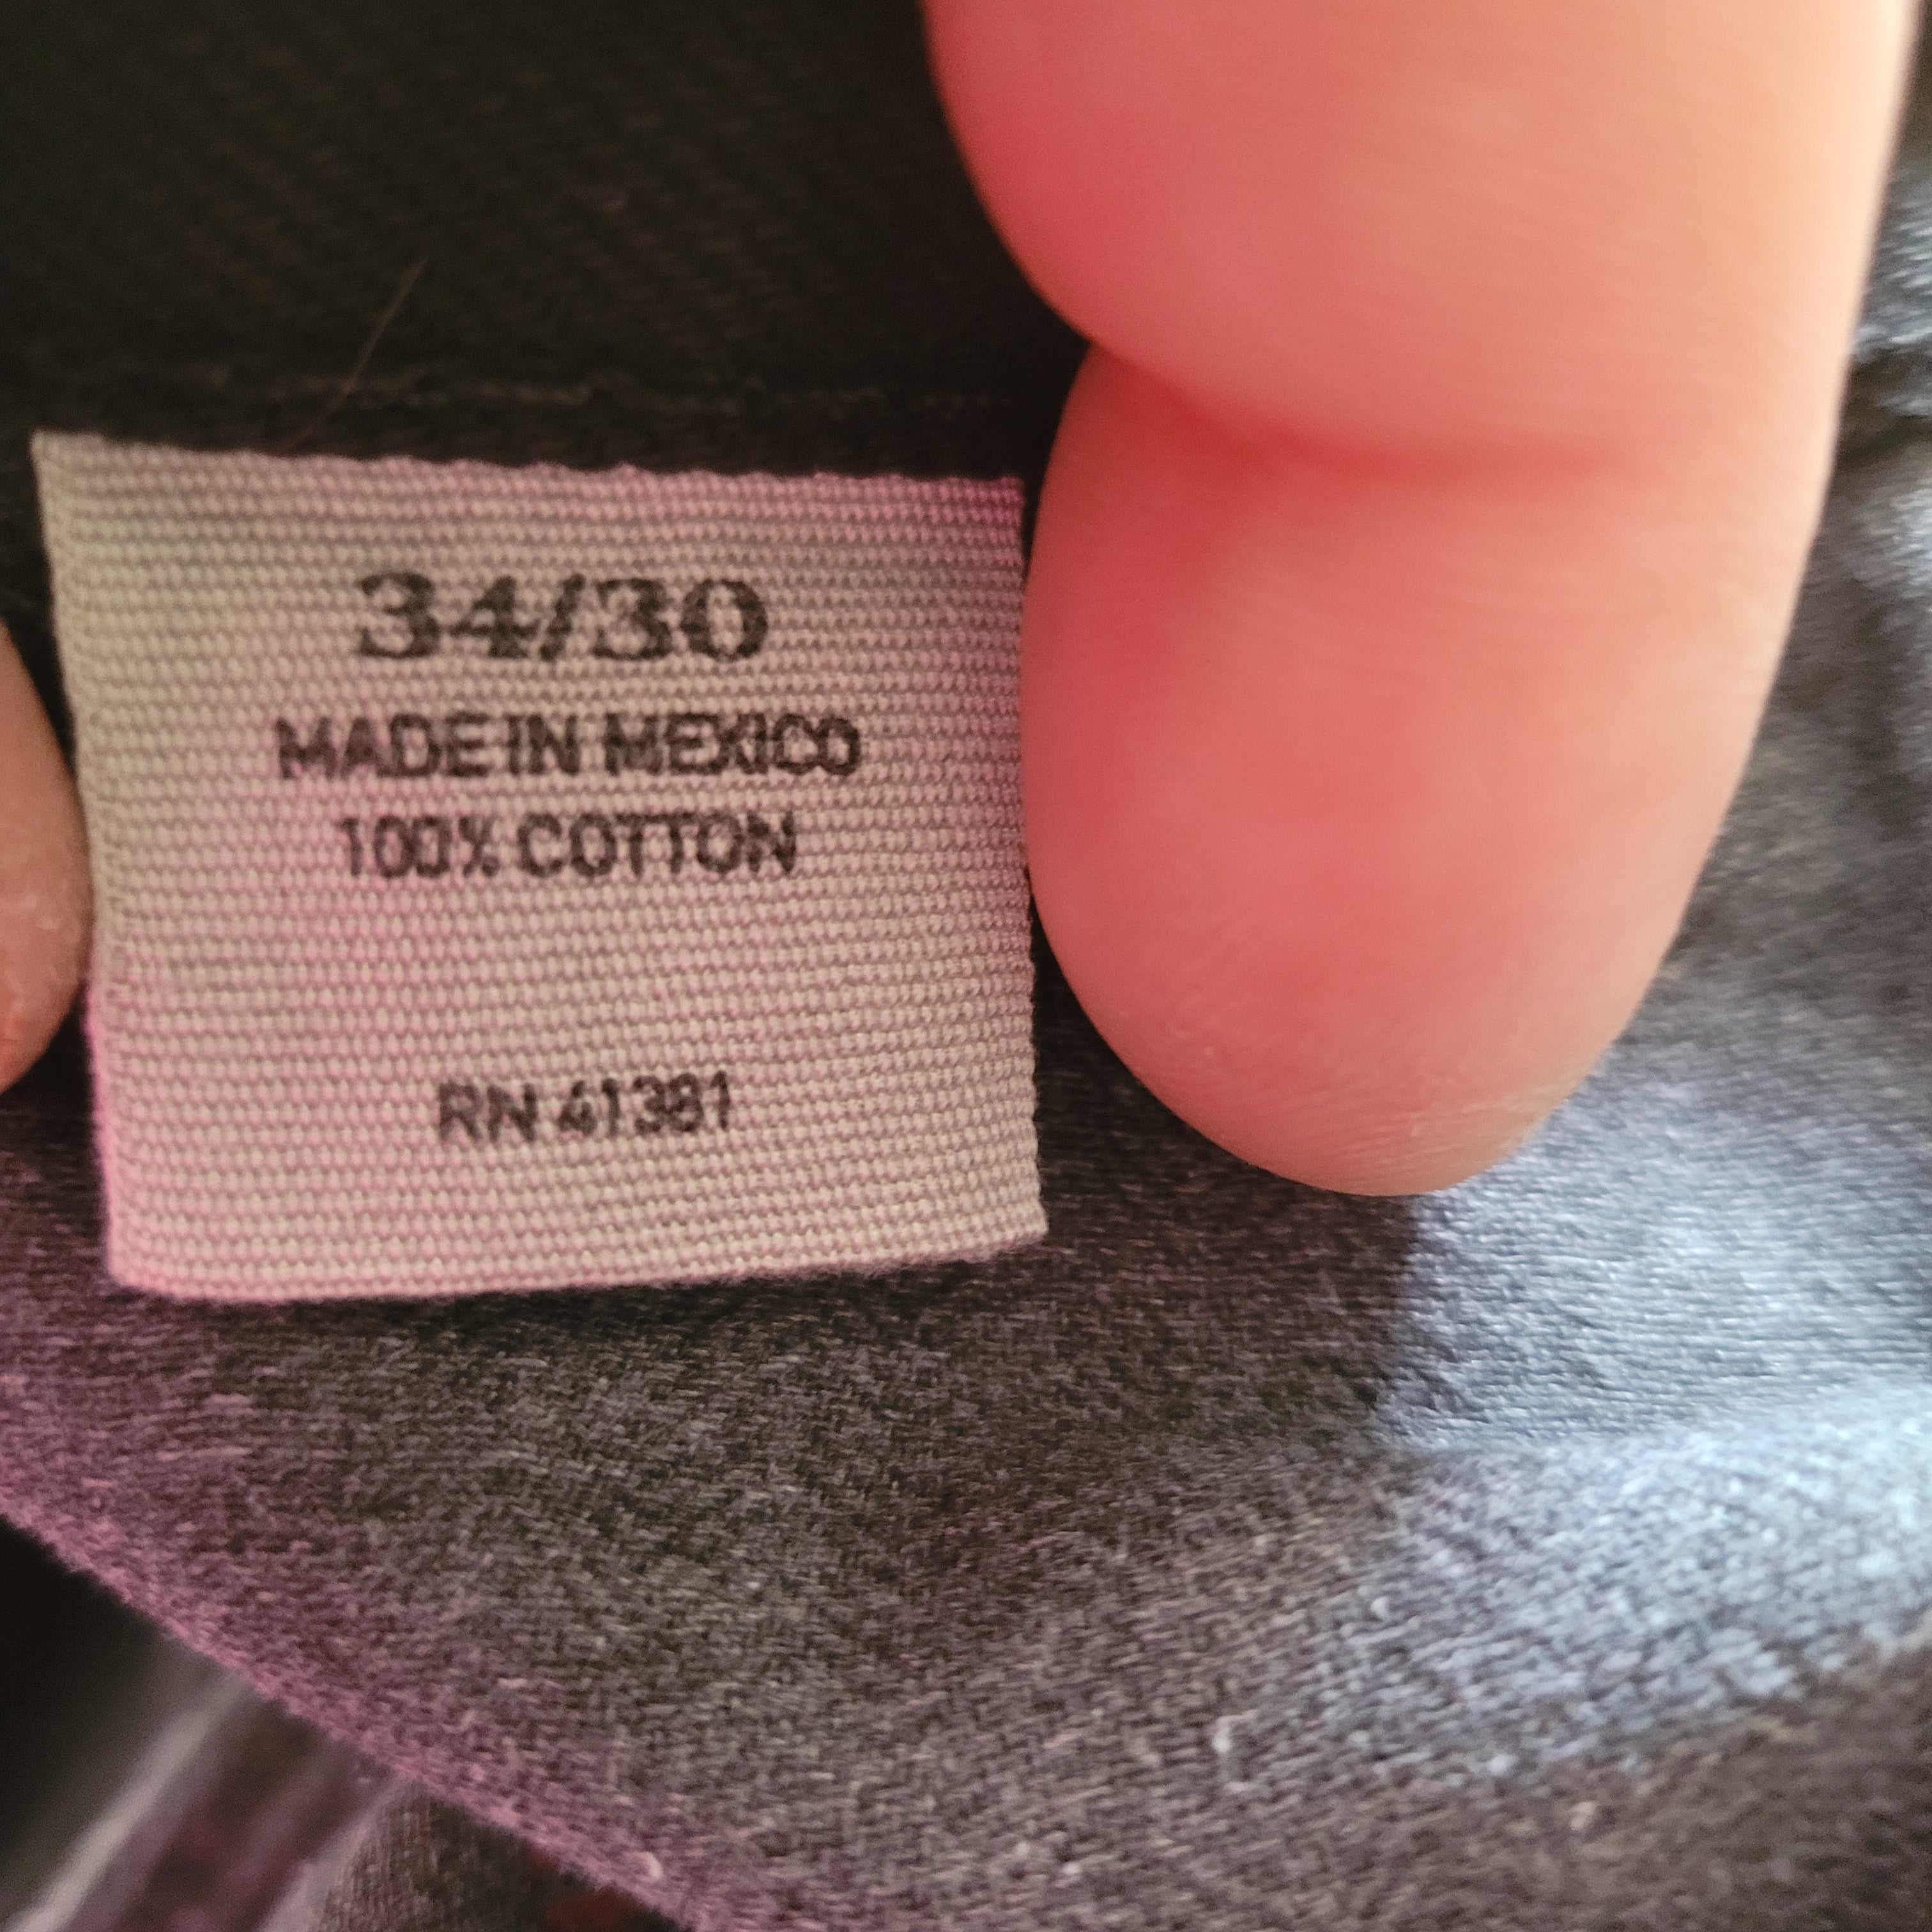 34/30
MADE IN MEXICO
100% COTTON
RN 41381